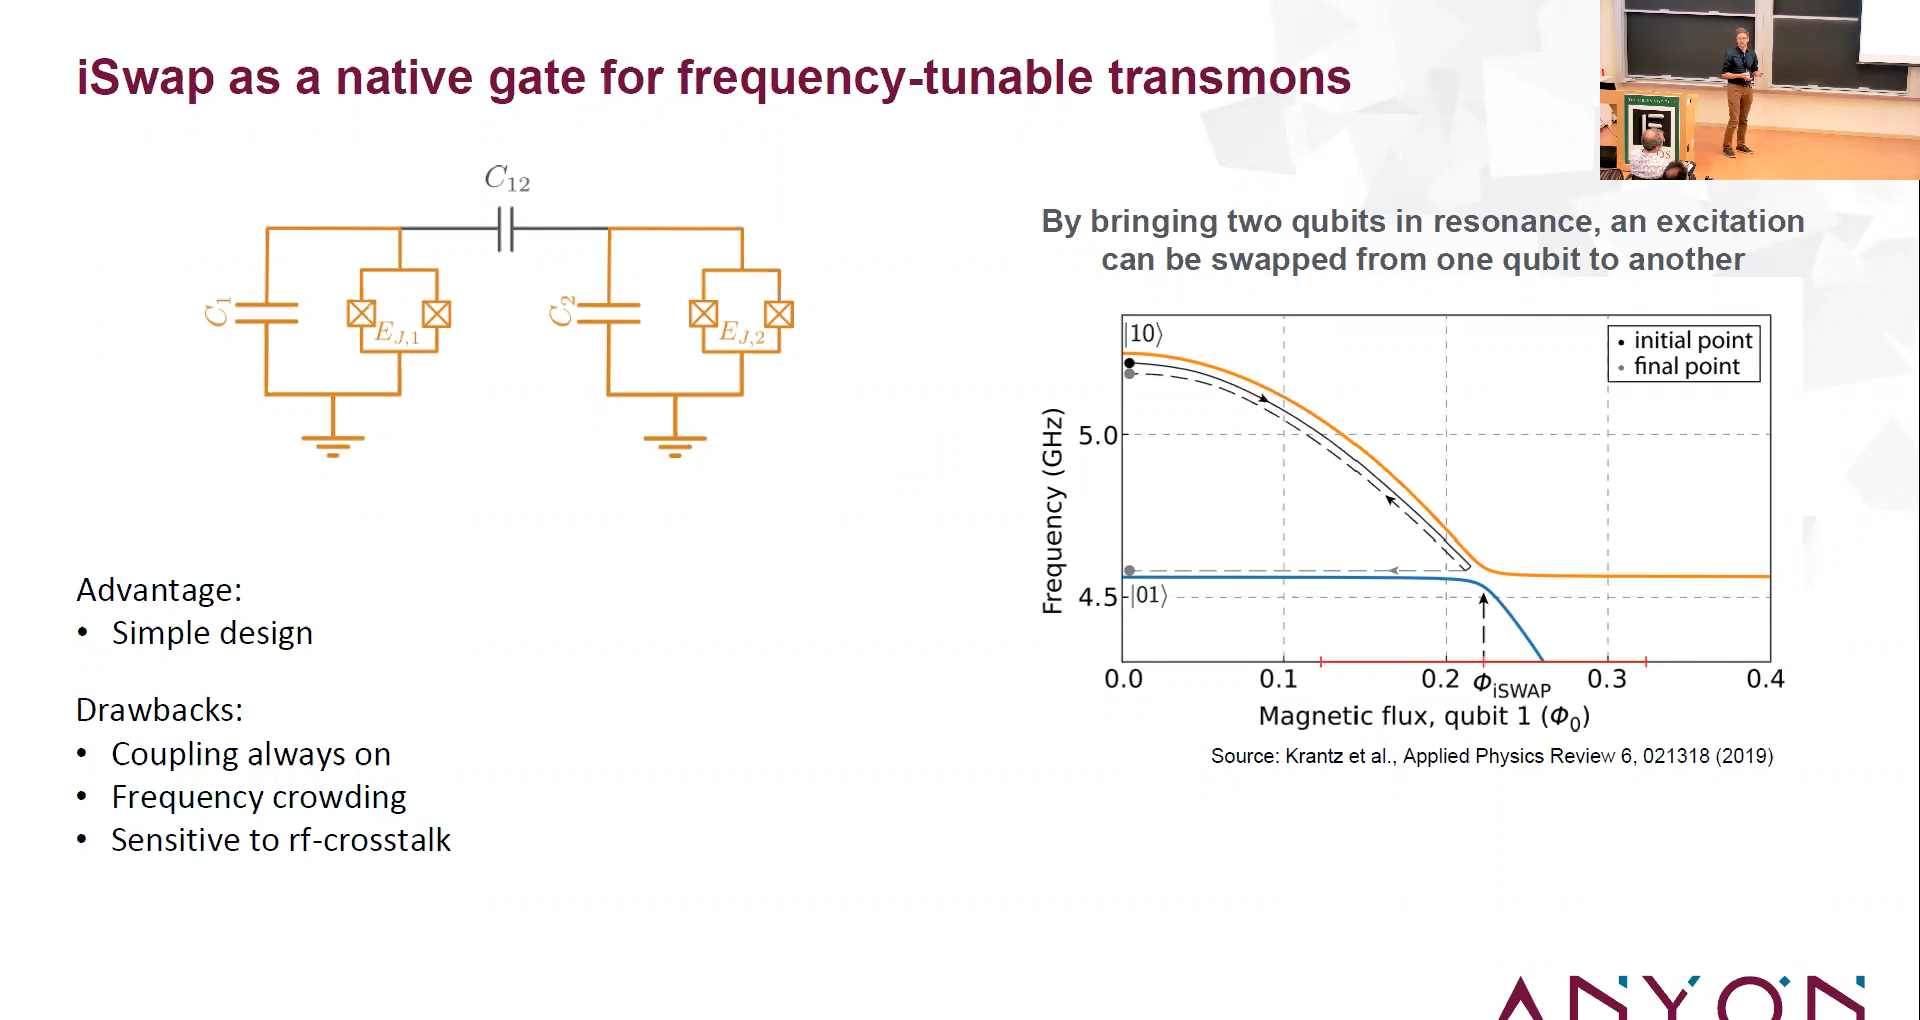 iSwap as a native gate for frequency-tunable transmons
C₁₂
C₁
E_{J,1}
C₂
E_{J,2}
Advantage:
• Simple design
Drawbacks:
• Coupling always on
• Frequency crowding
• Sensitive to rf-crosstalk
By bringing two qubits in resonance, an excitation
can be swapped from one qubit to another
|10⟩
• initial point
• final point
Frequency (GHz)
5.0
4.5
|01⟩
0.0 0.1 0.2 Φ_{iSWAP} 0.3 0.4
Magnetic flux, qubit 1 (Φ₀)
Source: Krantz et al., Applied Physics Review 6, 021318 (2019)
ANYON